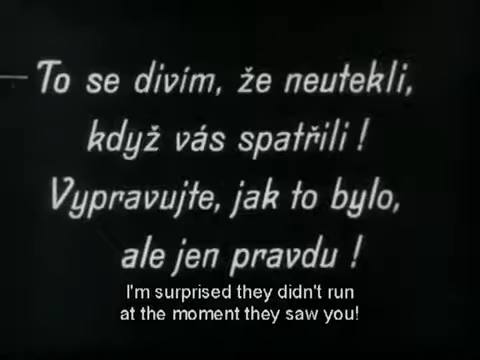 To se divím, že neutekli,
když vás spatřili !
Vypravujte, jak to bylo,
ale jen pravdu !
I'm surprised they didn't run
at the moment they saw you!